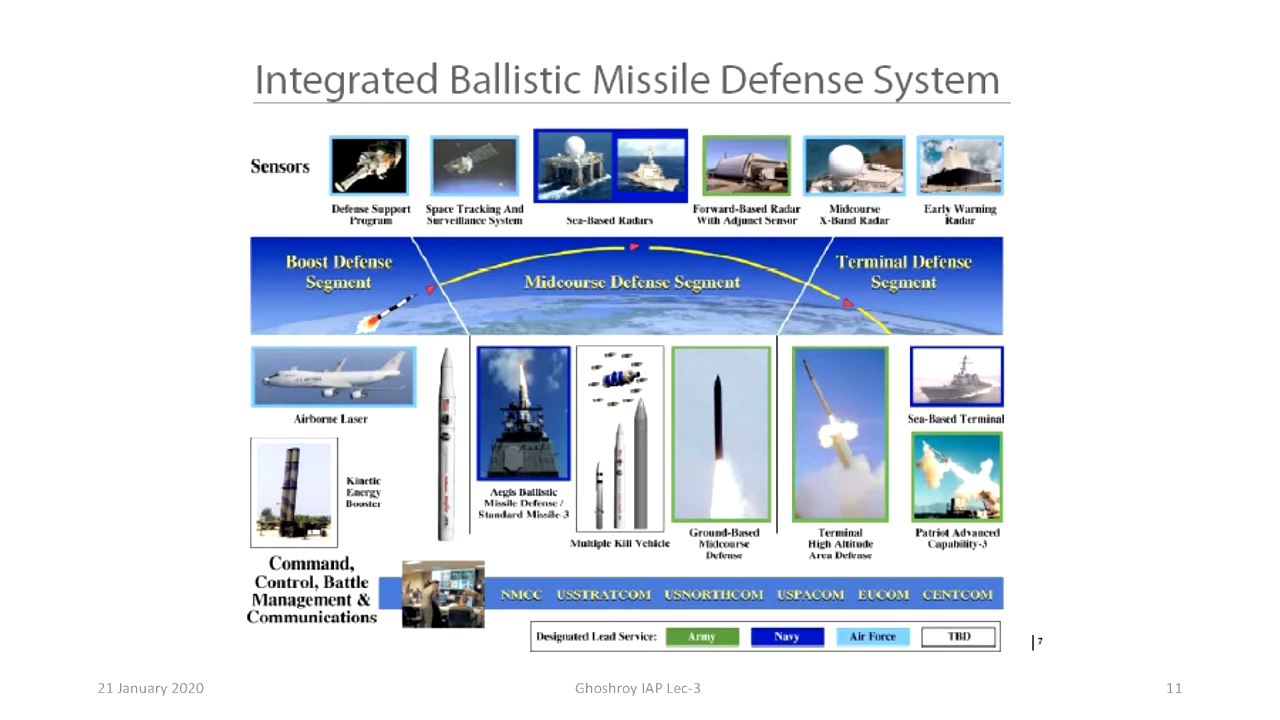 Integrated Ballistic Missile Defense System
Sensors
Defense Support
Program
Space Tracking And
Surveillance System
Sea-Based Radars
Forward-Based Radar
With Adjunct Sensor
Midcourse
X-Band Radar
Early Warning
Radar
Boost Defense
Segment
Midcourse Defense Segment
Terminal Defense
Segment
Airborne Laser
Kinetic
Energy
Booster
Aegis Ballistic
Missile Defense /
Standard Missile-3
Multiple Kill Vehicle
Ground-Based
Midcourse
Defense
Terminal
High Altitude
Area Defense
Sea-Based Terminal
Patriot Advanced
Capability-3
Command,
Control, Battle
Management &
Communications
NMCC USSTRATCOM USNORTHCOM USPACOM EUCOM CENTCOM
Designated Lead Service: Army Navy Air Force TBD
7
21 January 2020 Ghoshroy IAP Lec-3 11